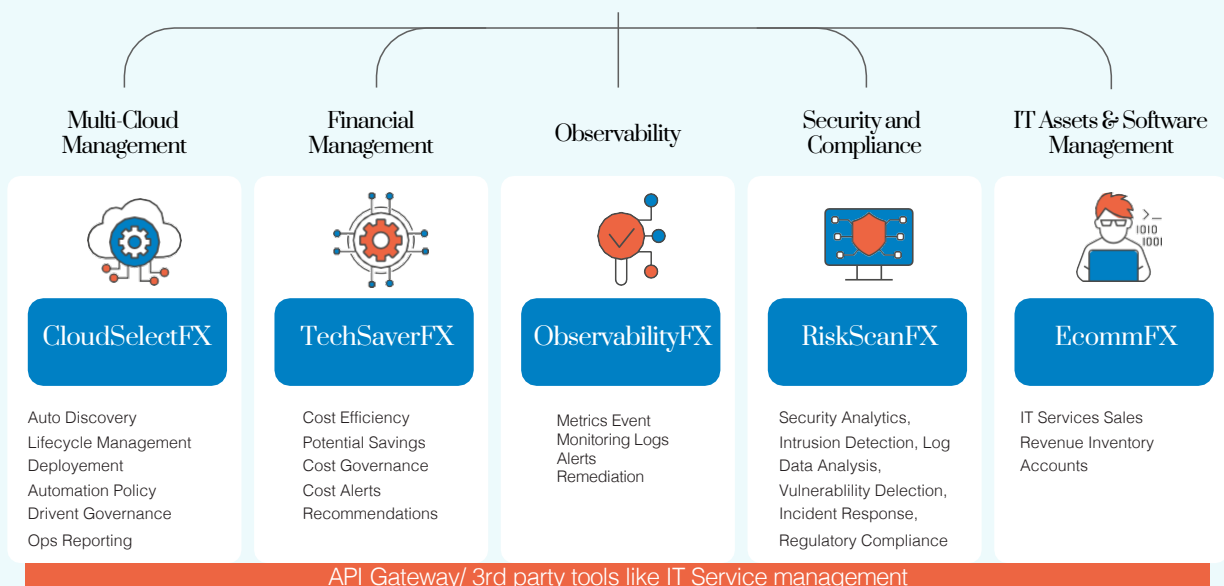 Multi-Cloud
Management
Financial
Management
Observability
Security and
Compliance
IT Assets & Software
Management
>_
1010
1001
CloudSelectFX
TechSaverFX
ObservabilityFX
RiskScanFX
EcommFX
Auto Discovery
Lifecycle Management
Deployement
Automation Policy
Drivent Governance
Ops Reporting
Cost Efficiency
Potential Savings
Cost Governance
Cost Alerts
Recommendations
Metrics Event
Monitoring Logs
Alerts
Remediation
Security Analytics,
Intrusion Detection, Log
Data Analysis,
Vulnerablility Delection,
Incident Response,
Regulatory Compliance
IT Services Sales
Revenue Inventory
Accounts
API Gateway/ 3rd party tools like IT Service management